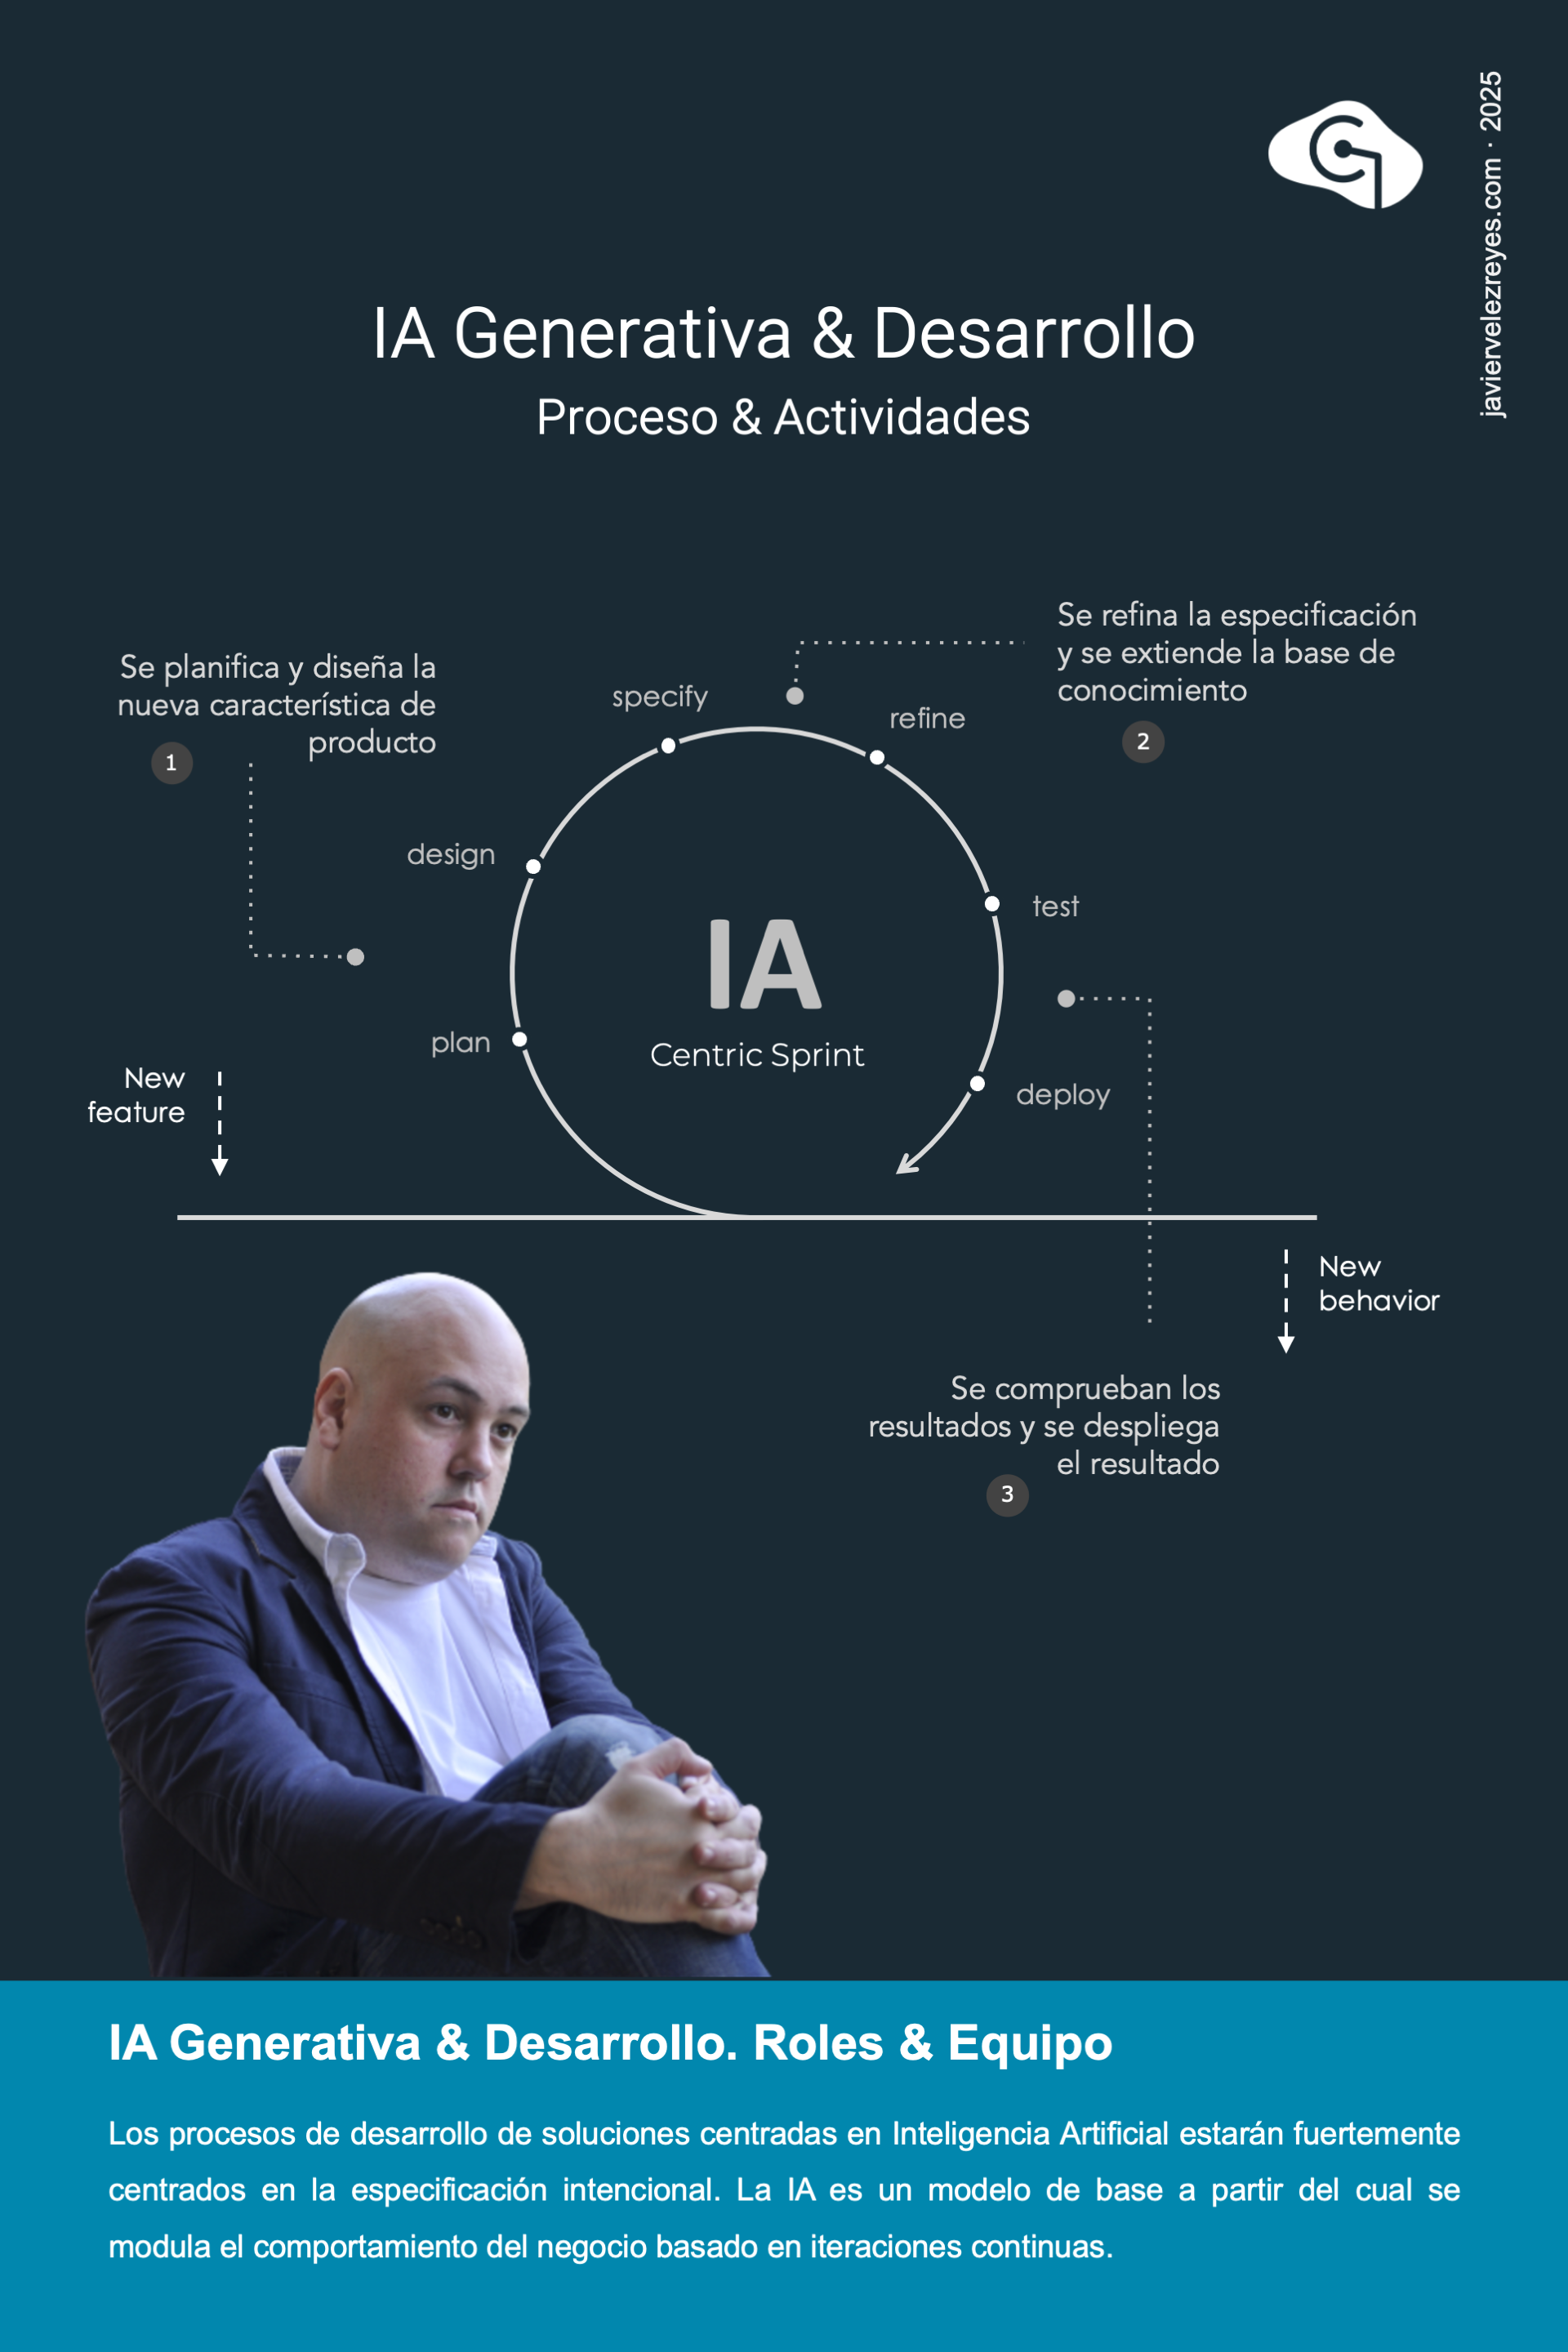 javiervelezreyes.com · 2025
IA Generativa & Desarrollo
Proceso & Actividades
Se planifica y diseña la
nueva característica de
producto
1
Se refina la especificación
y se extiende la base de
conocimiento
2
specify
refine
design
test
IA
Centric Sprint
plan
deploy
New
feature
New
behavior
Se comprueban los
resultados y se despliega
el resultado
3
IA Generativa & Desarrollo. Roles & Equipo
Los procesos de desarrollo de soluciones centradas en Inteligencia Artificial estarán fuertemente
centrados en la especificación intencional. La IA es un modelo de base a partir del cual se
modula el comportamiento del negocio basado en iteraciones continuas.